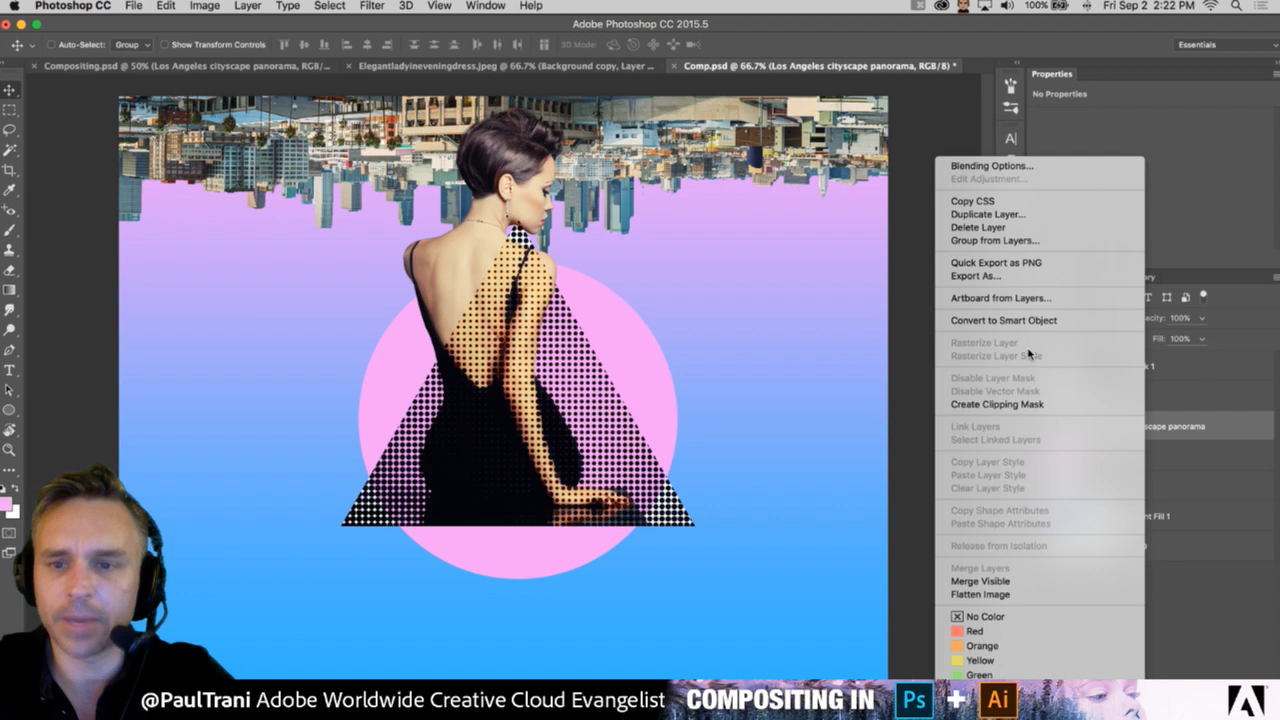 Photoshop CC File Edit Image Layer Type Select Filter 3D View Window Help 100% Fri Sep 2 2:22 PM
Adobe Photoshop CC 2015.5
Auto-Select: Group Show Transform Controls 3D Mode: Essentials
Compositing.psd @ 50% (Los Angeles cityscape panorama, RGB/... Elegantladyineveningdress.jpeg @ 66.7% (Background copy, Layer ... Comp.psd @ 66.7% (Los Angeles cityscape panorama, RGB/8) *
Properties
No Properties
Blending Options...
Edit Adjustment...
Copy CSS
Duplicate Layer...
Delete Layer
Group from Layers...
Quick Export as PNG
Export As...
Artboard from Layers...
Convert to Smart Object
Rasterize Layer
Rasterize Layer Style
Disable Layer Mask
Disable Vector Mask
Create Clipping Mask
Link Layers
Select Linked Layers
Copy Layer Style
Paste Layer Style
Clear Layer Style
Copy Shape Attributes
Paste Shape Attributes
Release from Isolation
Merge Layers
Merge Visible
Flatten Image
No Color
Red
Orange
Yellow
Green
acity: 100%
Fill: 100%
1
scape panorama
nt Fill 1
@PaulTrani Adobe Worldwide Creative Cloud Evangelist
COMPOSITING IN Ps + Ai